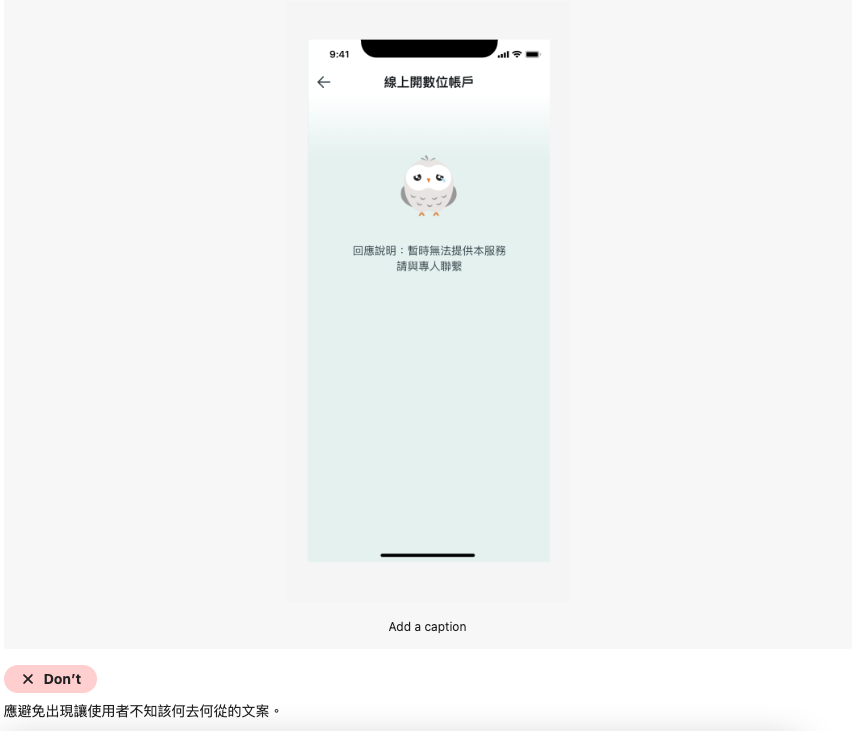 9:41
線上開數位帳戶
回應說明：暫時無法提供本服務
請與專人聯繫
Add a caption
Don't
應避免出現讓使用者不知該何去何從的文案。